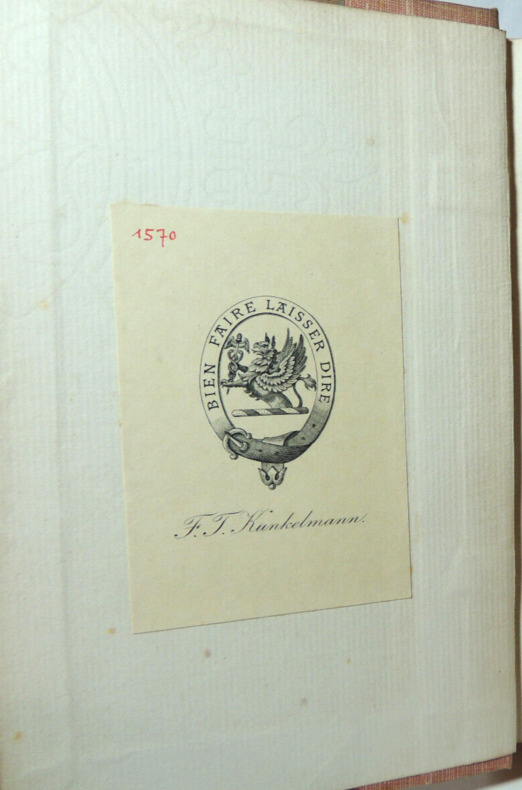 1570
BIEN FAIRE LAISSER DIRE
F. T. Kunkelmann.